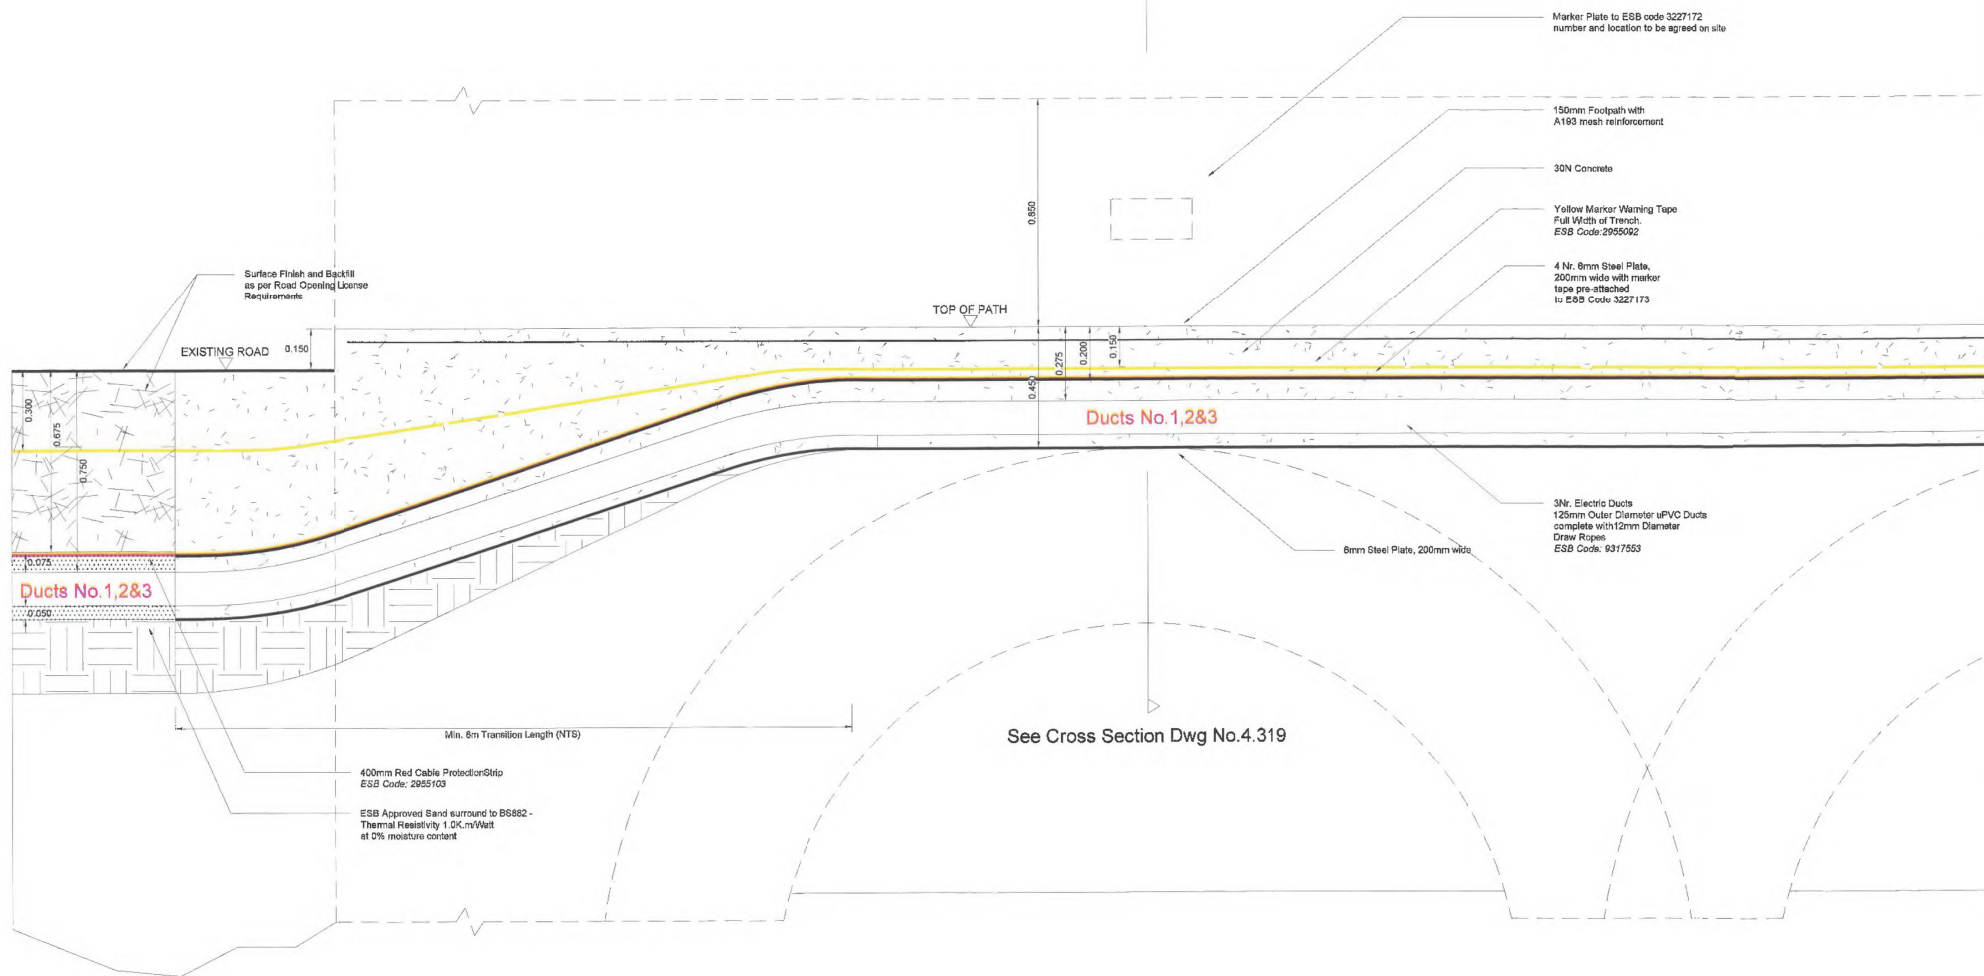 Marker Plate to ESB code 3227172
number and location to be agreed on site
150mm Footpath with
A193 mesh reinforcement
30N Concrete
0.850
Yellow Marker Warning Tape
Full Width of Trench.
ESB Code:2955092
Surface Finish and Backfill
as per Road Opening License
Requirements
4 Nr. 6mm Steel Plate,
200mm wide with marker
tape pre-attached
to ESB Code 3227173
TOP OF PATH
EXISTING ROAD
0.150
0.275
0.200
0.150
0.450
0.300
0.675
0.750
Ducts No.1,2&3
3Nr. Electric Ducts
125mm Outer Diameter uPVC Ducts
complete with12mm Diameter
Draw Ropes
ESB Code: 9317553
6mm Steel Plate, 200mm wide
0.075
Ducts No.1,2&3
0.050
Min. 6m Transition Length (NTS)
See Cross Section Dwg No.4.319
400mm Red Cable ProtectionStrip
ESB Code: 2955103
ESB Approved Sand surround to BS882 -
Thermal Resistivity 1.0K.m/Watt
at 0% moisture content